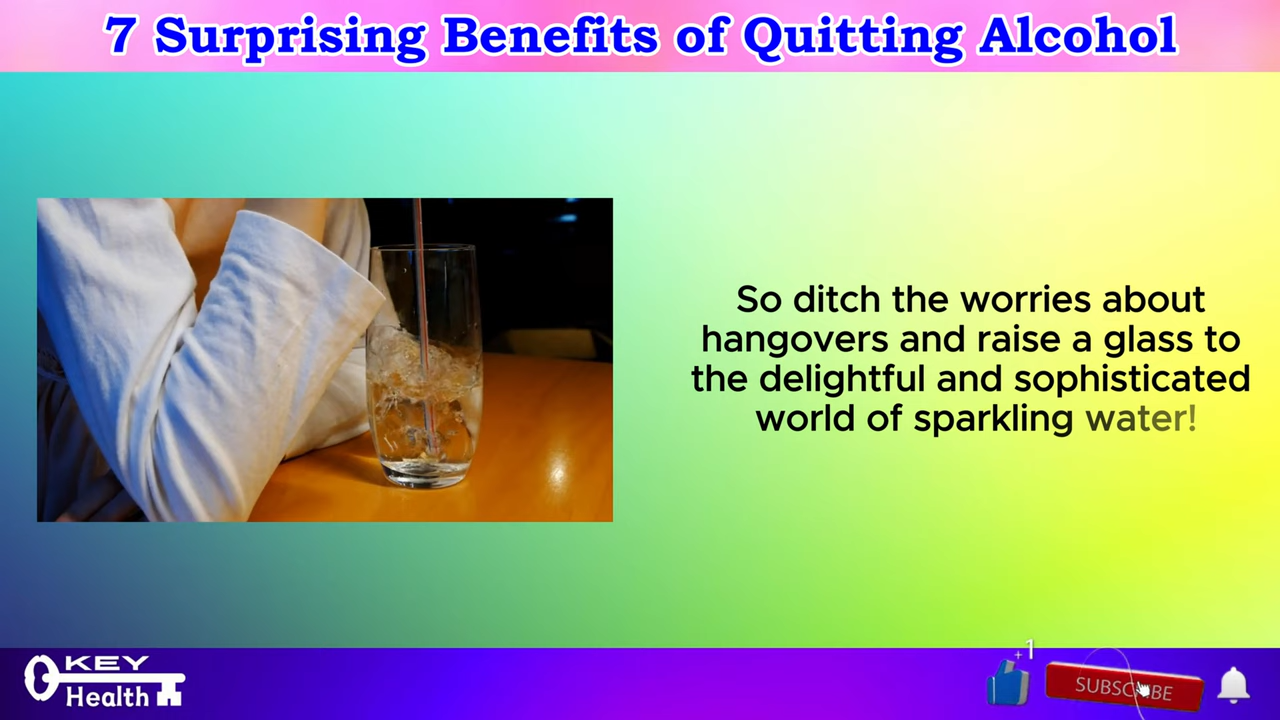 7 Surprising Benefits of Quitting Alcohol
So ditch the worries about
hangovers and raise a glass to
the delightful and sophisticated
world of sparkling water!
KEY
Health
+1
SUBSCRIBE